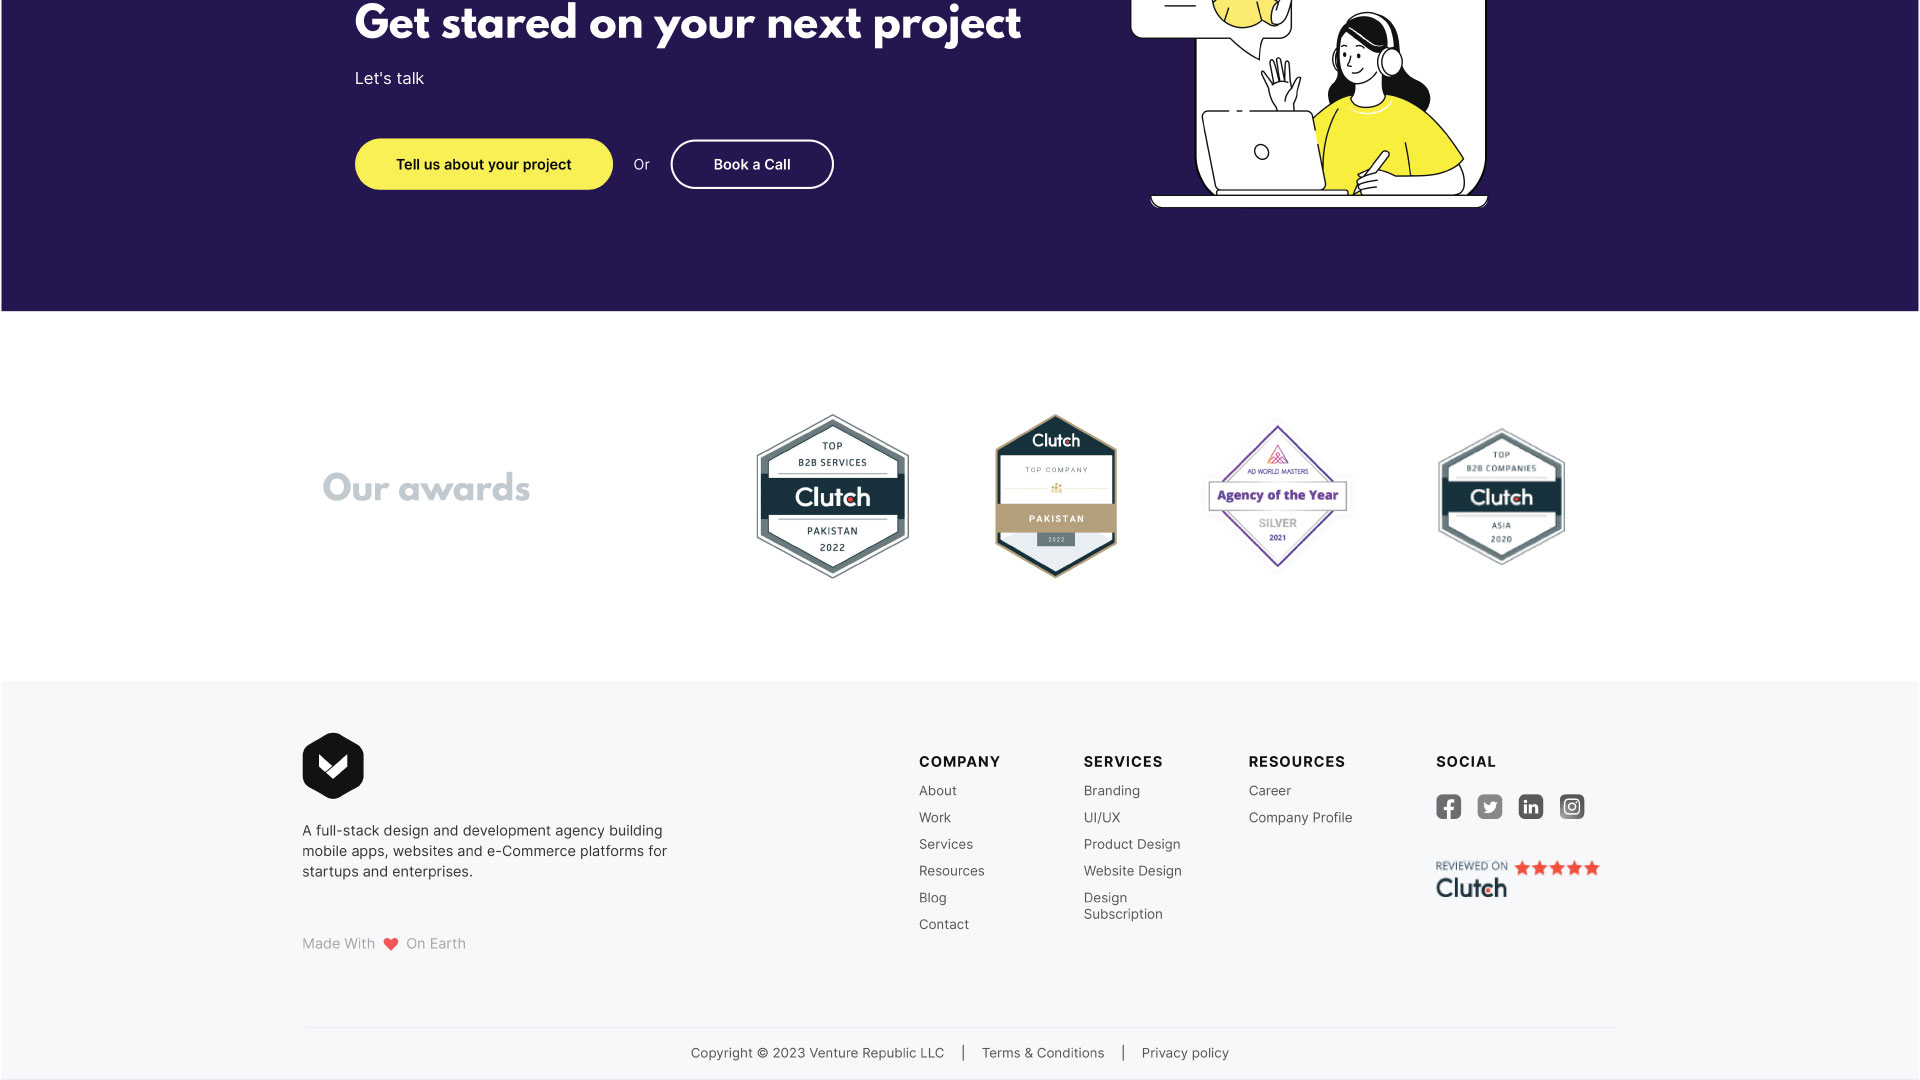 Get stared on your next project
Let's talk
Tell us about your project
Or
Book a Call
Our awards
TOP
B2B SERVICES
Clutch
PAKISTAN
2022
Clutch
TOP COMPANY
PAKISTAN
2022
AD WORLD MASTERS
Agency of the Year
SILVER
2021
TOP
B2B COMPANIES
Clutch
ASIA
2020
A full-stack design and development agency building
mobile apps, websites and e-Commerce platforms for
startups and enterprises.
Made With On Earth
COMPANY
About
Work
Services
Resources
Blog
Contact
SERVICES
Branding
UI/UX
Product Design
Website Design
Design
Subscription
RESOURCES
Career
Company Profile
SOCIAL
REVIEWED ON
Clutch
Copyright © 2023 Venture Republic LLC | Terms & Conditions | Privacy policy